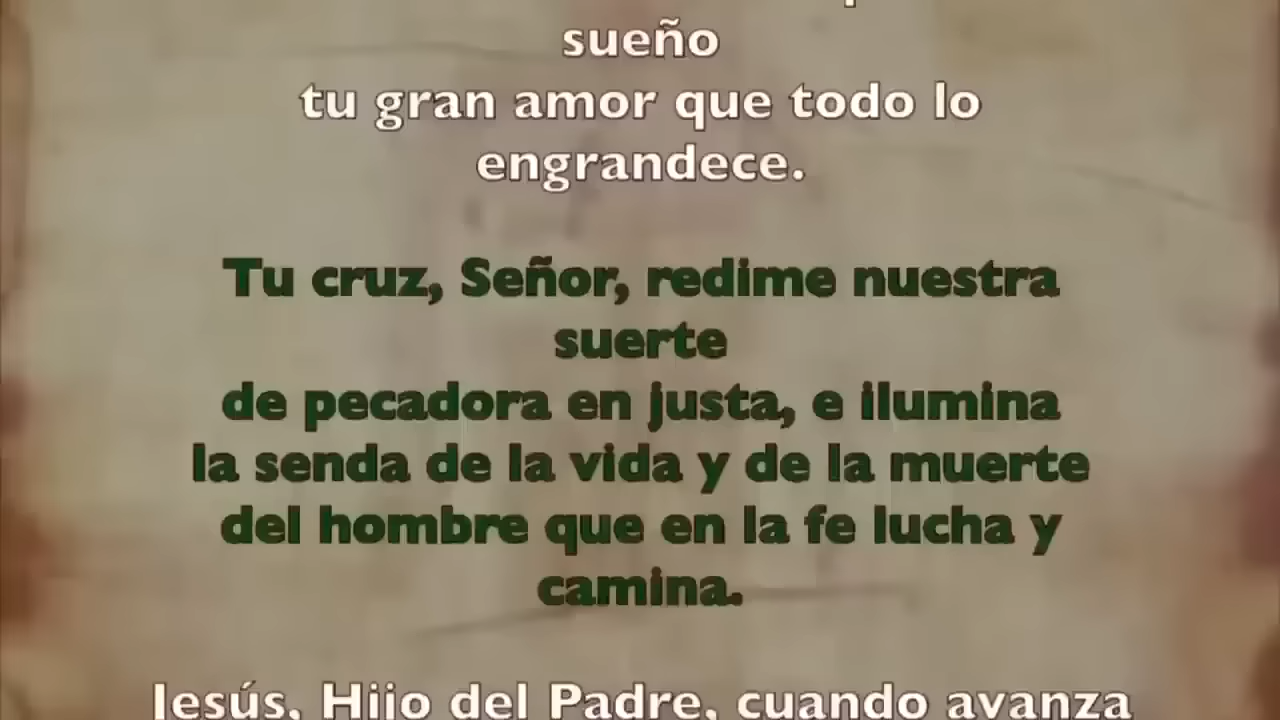 sueño
tu gran amor que todo lo
engrandece.
Tu cruz, Señor, redime nuestra
suerte
de pecadora en justa, e ilumina
la senda de la vida y de la muerte
del hombre que en la fe lucha y
camina.
Jesús, Hijo del Padre, cuando avanza